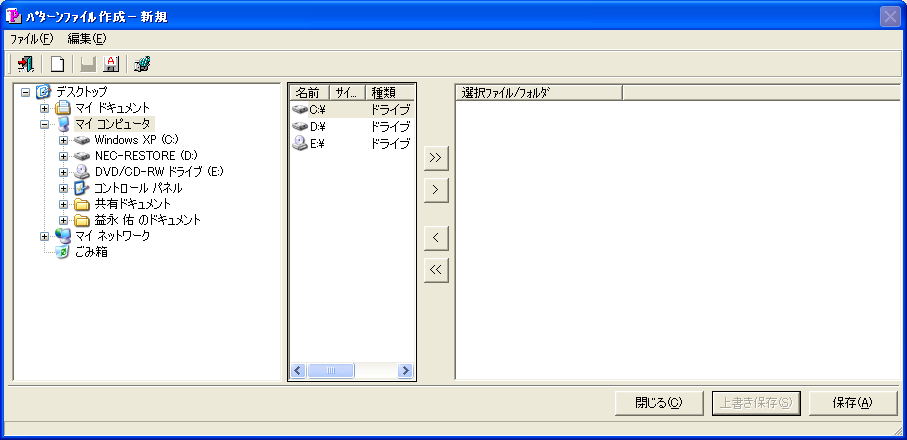 パターンファイル作成 - 新規
ファイル(F) 編集(E)
デスクトップ
マイ ドキュメント
マイ コンピュータ
Windows XP (C:)
NEC-RESTORE (D:)
DVD/CD-RW ドライブ (E:)
コントロール パネル
共有ドキュメント
益永 佑 のドキュメント
マイ ネットワーク
ごみ箱
名前 サイ... 種類
C:¥ ドライブ
D:¥ ドライブ
E:¥ ドライブ
>>
>
<
<<
選択ファイル/フォルダ
閉じる(C) 上書き保存(S) 保存(A)